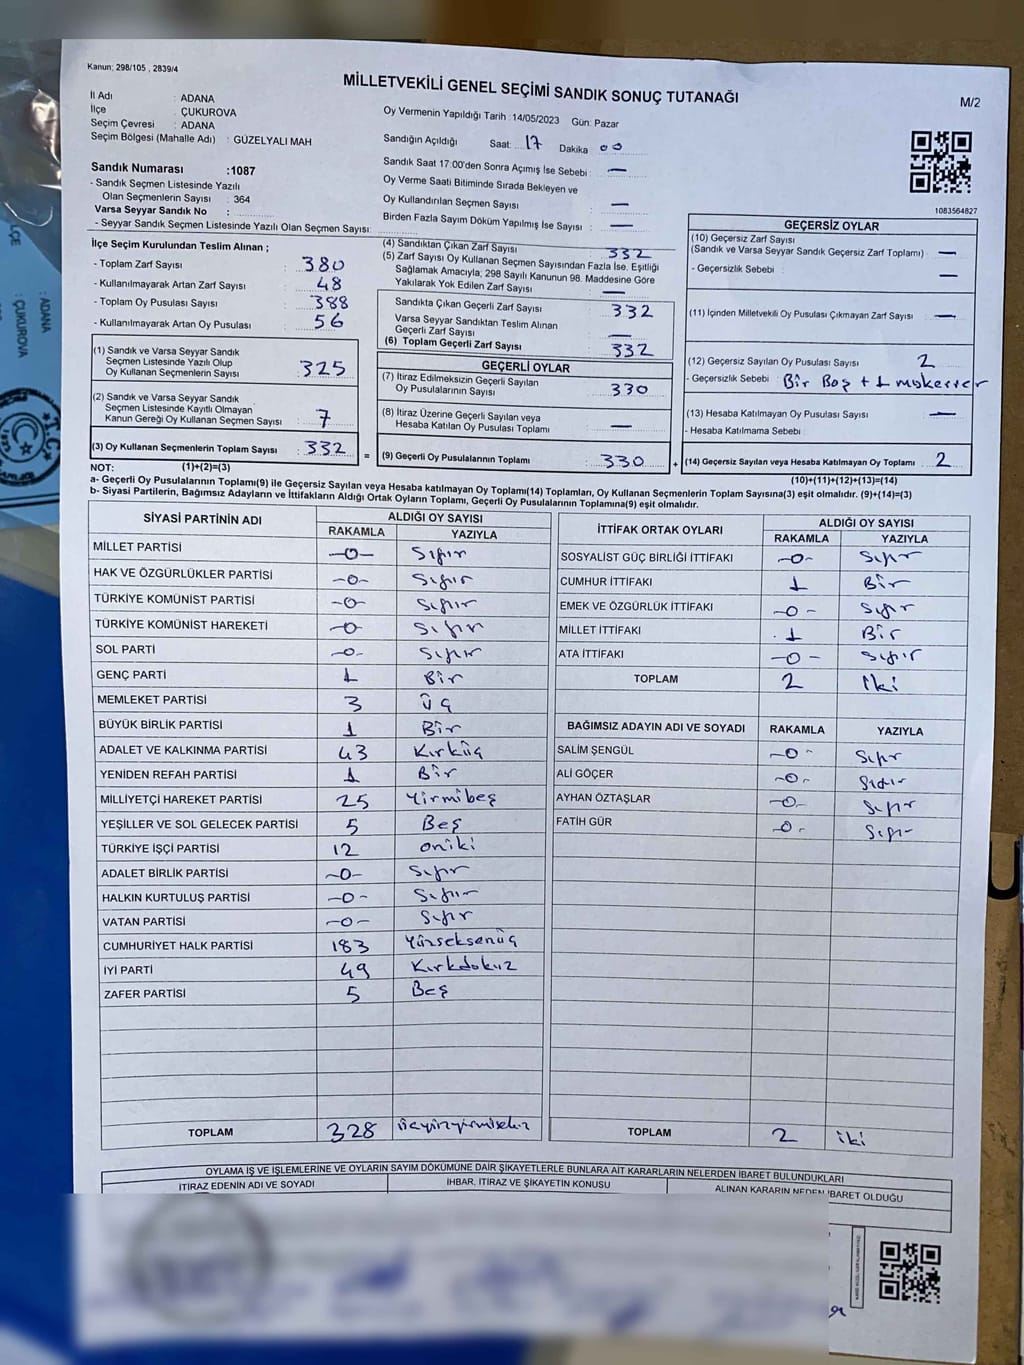 Kanun; 298/105 , 2839/4
MİLLETVEKİLİ GENEL SEÇİMİ SANDIK SONUÇ TUTANAĞI
M/2
İl Adı : ADANA
İlçe : ÇUKUROVA
Seçim Çevresi : ADANA
Seçim Bölgesi (Mahalle Adı) : GÜZELYALI MAH
Sandık Numarası :1087
- Sandık Seçmen Listesinde Yazılı
Olan Seçmenlerin Sayısı : 364
Varsa Seyyar Sandık No :
- Seyyar Sandık Seçmen Listesinde Yazılı Olan Seçmen Sayısı:
Oy Vermenin Yapıldığı Tarih : 14/05/2023 Gün: Pazar
Sandığın Açıldığı Saat: 17 Dakika 00
Sandık Saat 17:00'den Sonra Açımış İse Sebebi : —
Oy Verme Saati Bitiminde Sırada Bekleyen ve
Oy Kullandırılan Seçmen Sayısı : —
Birden Fazla Sayım Döküm Yapılmış İse Sayısı : —
1083564827
İlçe Seçim Kurulundan Teslim Alınan ;
- Toplam Zarf Sayısı : 380
- Kullanılmayarak Artan Zarf Sayısı : 48
- Toplam Oy Pusulası Sayısı : 388
- Kullanılmayarak Artan Oy Pusulası : 56
(1) Sandık ve Varsa Seyyar Sandık
Seçmen Listesinde Yazılı Olup
Oy Kullanan Seçmenlerin Sayısı : 325
(2) Sandık ve Varsa Seyyar Sandık
Seçmen Listesinde Kayıtlı Olmayan
Kanun Gereği Oy Kullanan Seçmen Sayısı : 7
(3) Oy Kullanan Seçmenlerin Toplam Sayısı : 332
(4) Sandıktan Çıkan Zarf Sayısı : 332
(5) Zarf Sayısı Oy Kullanan Seçmen Sayısından Fazla İse, Eşitliği
Sağlamak Amacıyla; 298 Sayılı Kanunun 98. Maddesine Göre
Yakılarak Yok Edilen Zarf Sayısı : —
Sandıkta Çıkan Geçerli Zarf Sayısı : 332
Varsa Seyyar Sandıktan Teslim Alınan
Geçerli Zarf Sayısı : —
(6) Toplam Geçerli Zarf Sayısı : 332
GEÇERLİ OYLAR
(7) İtiraz Edilmeksizin Geçerli Sayılan
Oy Pusulalarının Sayısı : 330
(8) İtiraz Üzerine Geçerli Sayılan veya
Hesaba Katılan Oy Pusulası Toplamı : —
= (9) Geçerli Oy Pusulalarının Toplamı : 330
GEÇERSİZ OYLAR
(10) Geçersiz Zarf Sayısı
(Sandık ve Varsa Seyyar Sandık Geçersiz Zarf Toplamı) : —
- Geçersizlik Sebebi : —
(11) İçinden Milletvekili Oy Pusulası Çıkmayan Zarf Sayısı : —
(12) Geçersiz Sayılan Oy Pusulası Sayısı : 2
- Geçersizlik Sebebi : Bir Boş + 1 mükerrer
(13) Hesaba Katılmayan Oy Pusulası Sayısı : —
- Hesaba Katılmama Sebebi :
+ (14) Geçersiz Sayılan veya Hesaba Katılmayan Oy Toplamı : 2
NOT: (1)+(2)=(3)
(10)+(11)+(12)+(13)=(14)
a- Geçerli Oy Pusulalarının Toplamı(9) ile Geçersiz Sayılan veya Hesaba katılmayan Oy Toplamı(14) Toplamları, Oy Kullanan Seçmenlerin Toplam Sayısına(3) eşit olmalıdır. (9)+(14)=(3)
b- Siyasi Partilerin, Bağımsız Adayların ve İttifakların Aldığı Ortak Oyların Toplamı, Geçerli Oy Pusulalarının Toplamına(9) eşit olmalıdır.
SİYASİ PARTİNİN ADI ALDIĞI OY SAYISI
RAKAMLA YAZIYLA
MİLLET PARTİSİ -0- Sıfır
HAK VE ÖZGÜRLÜKLER PARTİSİ -0- Sıfır
TÜRKİYE KOMÜNİST PARTİSİ -0- Sıfır
TÜRKİYE KOMÜNİST HAREKETİ -0- Sıfır
SOL PARTİ -0- Sıfır
GENÇ PARTİ 1 Bir
MEMLEKET PARTİSİ 3 üç
BÜYÜK BİRLİK PARTİSİ 1 Bir
ADALET VE KALKINMA PARTİSİ 43 Kırküç
YENİDEN REFAH PARTİSİ 1 Bir
MİLLİYETÇİ HAREKET PARTİSİ 25 Yirmibeş
YEŞİLLER VE SOL GELECEK PARTİSİ 5 Beş
TÜRKİYE İŞÇİ PARTİSİ 12 oniki
ADALET BİRLİK PARTİSİ -0- Sıfır
HALKIN KURTULUŞ PARTİSİ -0- Sıfır
VATAN PARTİSİ -0- Sıfır
CUMHURİYET HALK PARTİSİ 183 Yüzseksenüç
İYİ PARTİ 49 Kırkdokuz
ZAFER PARTİSİ 5 Beş
TOPLAM 328 üçyüzyirmisekiz
İTTİFAK ORTAK OYLARI ALDIĞI OY SAYISI
RAKAMLA YAZIYLA
SOSYALİST GÜÇ BİRLİĞİ İTTİFAKI -0- Sıfır
CUMHUR İTTİFAKI 1 Bir
EMEK VE ÖZGÜRLÜK İTTİFAKI -0- Sıfır
MİLLET İTTİFAKI 1 Bir
ATA İTTİFAKI -0- Sıfır
TOPLAM 2 İki
BAĞIMSIZ ADAYIN ADI VE SOYADI RAKAMLA YAZIYLA
SALİM ŞENGÜL -0- Sıfır
ALİ GÖÇER -0- Sıfır
AYHAN ÖZTAŞLAR -0- Sıfır
FATİH GÜR -0- Sıfır
TOPLAM 2 iki
OYLAMA İŞ VE İŞLEMLERİNE VE OYLARIN SAYIM DÖKÜMÜNE DAİR ŞİKAYETLERLE BUNLARA AİT KARARLARIN NELERDEN İBARET BULUNDUKLARI
İTİRAZ EDENİN ADI VE SOYADI İHBAR, İTİRAZ VE ŞİKAYETİN KONUSU ALINAN KARARIN NEDEN İBARET OLDUĞU
: ADANA
: ÇUKUROVA
T.C.